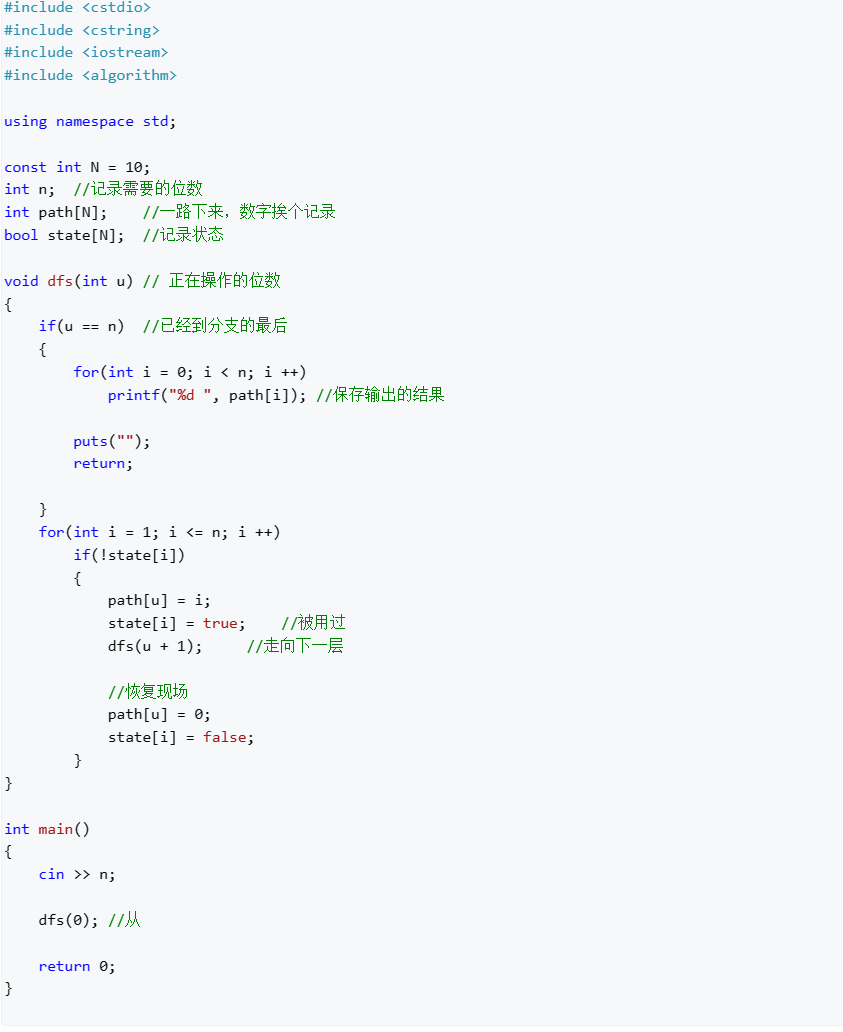 #include <cstdio>
#include <cstring>
#include <iostream>
#include <algorithm>
using namespace std;
const int N = 10;
int n;  //记录需要的位数
int path[N];    //一路下来，数字挨个记录
bool state[N];  //记录状态
void dfs(int u) // 正在操作的位数
{
    if(u == n)  //已经到分支的最后
    {
        for(int i = 0; i < n; i ++)
            printf("%d ", path[i]); //保存输出的结果
        puts("");
        return;
    }
    for(int i = 1; i <= n; i ++)
        if(!state[i])
        {
            path[u] = i;
            state[i] = true;    //被用过
            dfs(u + 1);     //走向下一层
            //恢复现场
            path[u] = 0;
            state[i] = false;
        }
}
int main()
{
    cin >> n;
    dfs(0); //从
    return 0;
}